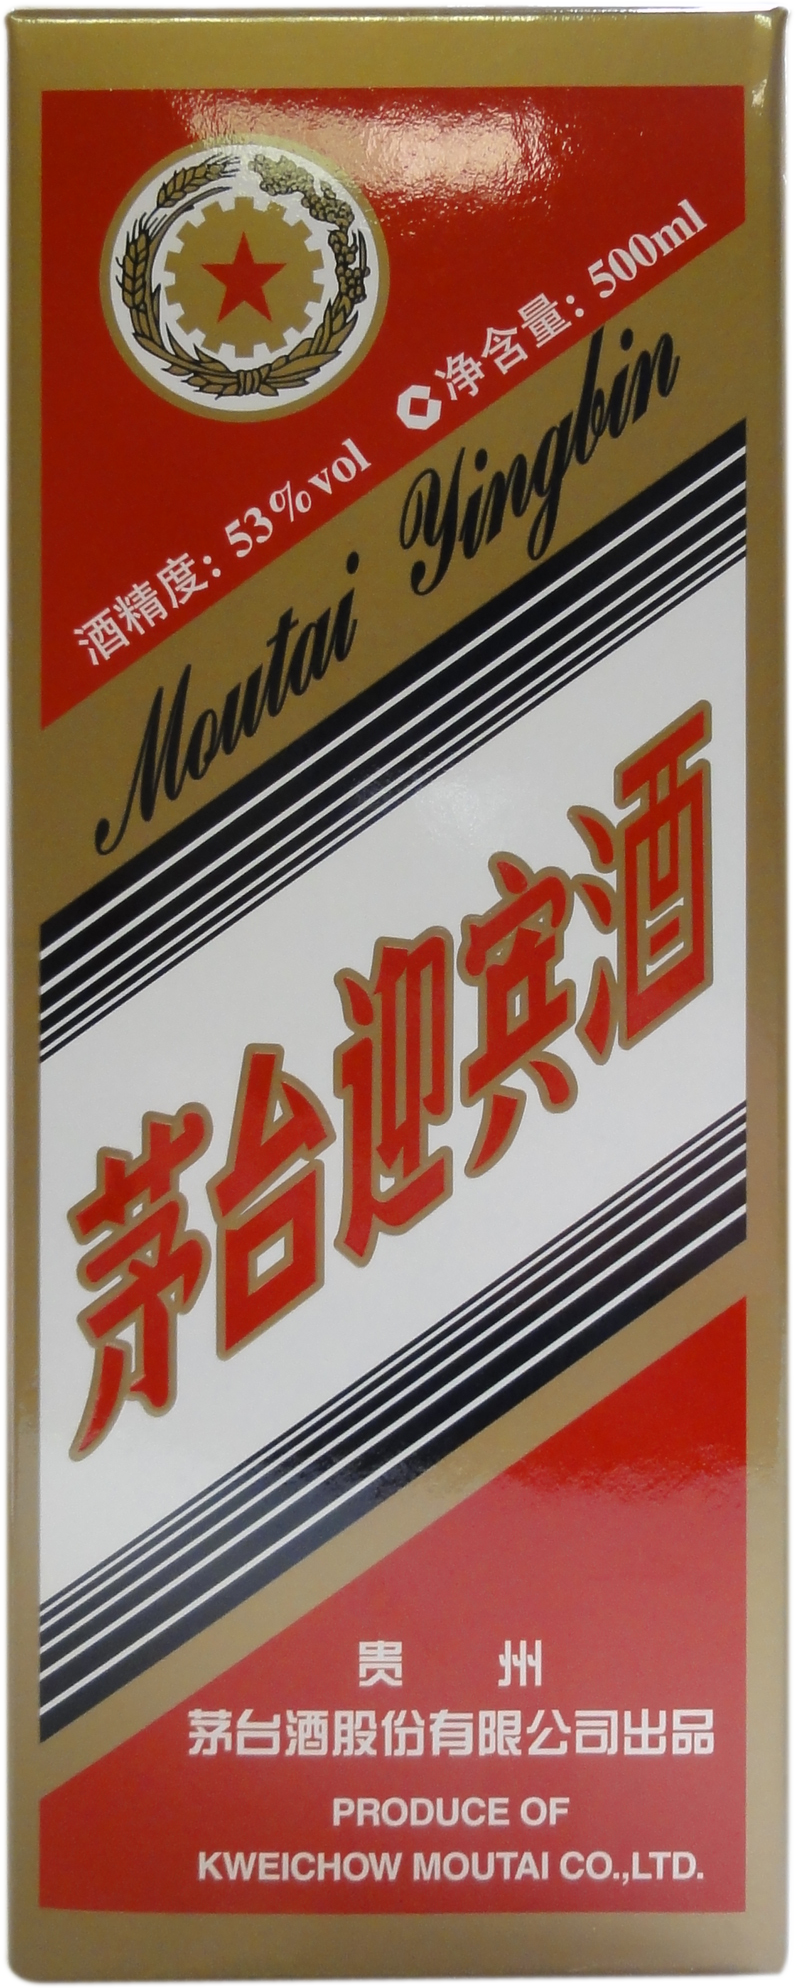 酒精度：53%vol 净含量：500ml
Moutai Yingbin
茅台迎宾酒
贵 州
茅台酒股份有限公司出品
PRODUCE OF
KWEICHOW MOUTAI CO.,LTD.